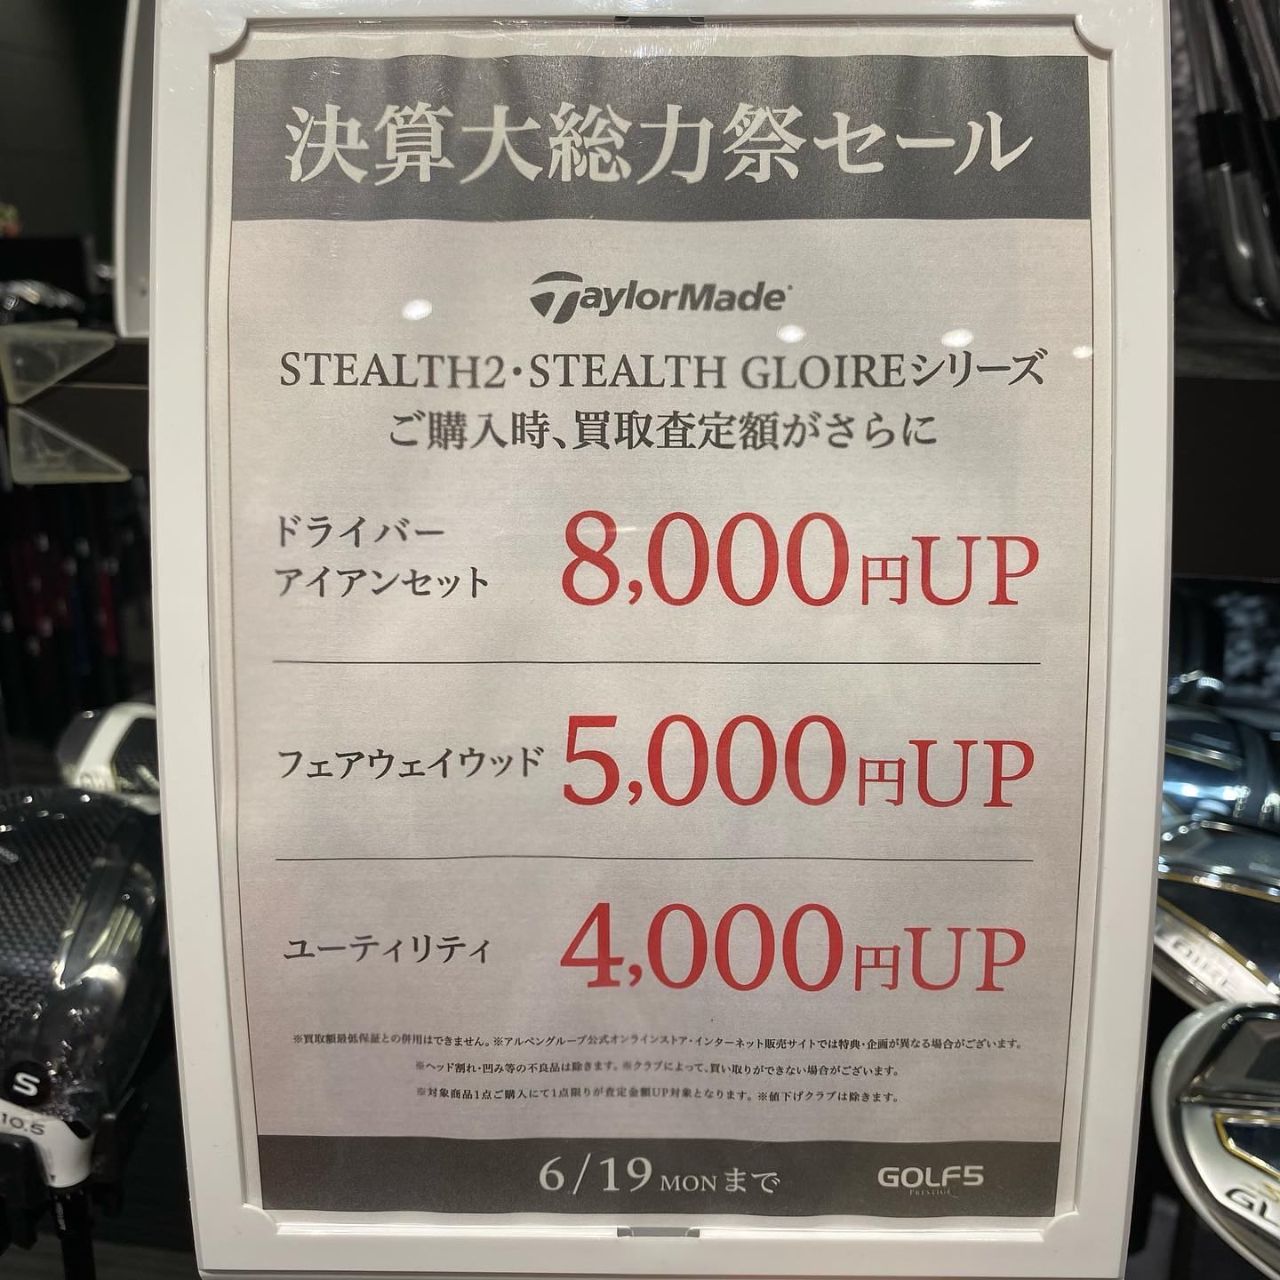 決算大総力祭セール
TaylorMade
STEALTH2・STEALTH GLOIREシリーズ
ご購入時、買取査定額がさらに
ドライバー
アイアンセット
8,000円UP
フェアウェイウッド 5,000円UP
ユーティリティ 4,000円UP
※買取額最低保証との併用はできません。※アルペングループ公式オンラインストア・インターネット販売サイトでは特典・企画が異なる場合がございます。
※ヘッド割れ・凹み等の不良品は除きます。※クラブによって、買い取りができない場合がございます。
※対象商品1点ご購入にて1点限りが査定金額UP対象となります。※値下げクラブは除きます。
6/19 MONまで
GOLF5
PRESTIGE
S
10.5